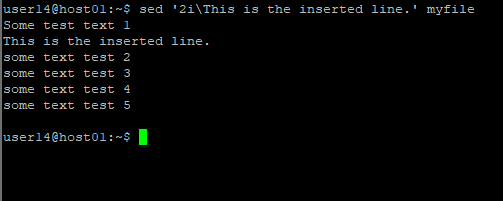 user14@host01:~$ sed '2i\This is the inserted line.' myfile
Some test text 1
This is the inserted line.
some text test 2
some text test 3
some text test 4
some text test 5
user14@host01:~$